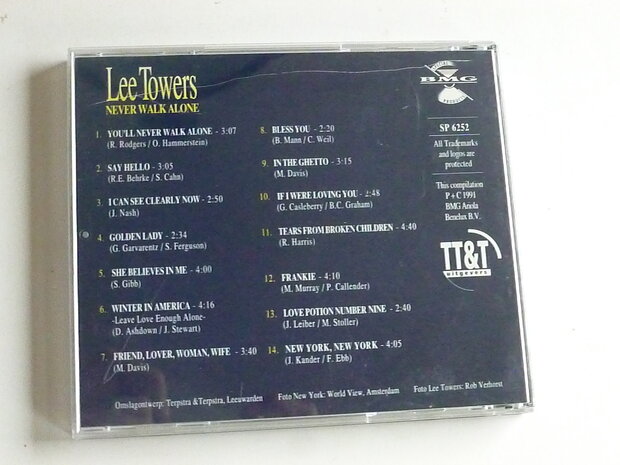 Lee Towers
NEVER WALK ALONE
1. YOU'LL NEVER WALK ALONE - 3:07
(R. Rodgers / O. Hammerstein)
2. SAY HELLO - 3:05
(R.E. Behrke / S. Cahn)
3. I CAN SEE CLEARLY NOW - 2:50
(J. Nash)
4. GOLDEN LADY - 2:34
(G. Garvarentz / S. Ferguson)
5. SHE BELIEVES IN ME - 4:00
(S. Gibb)
6. WINTER IN AMERICA - 4:16
-Leave Love Enough Alone-
(D. Ashdown / J. Stewart)
7. FRIEND, LOVER, WOMAN, WIFE - 3:40
(M. Davis)
8. BLESS YOU - 2:20
(B. Mann / C. Weil)
9. IN THE GHETTO - 3:15
(M. Davis)
10. IF I WERE LOVING YOU - 2:48
(G. Casleberry / B.C. Graham)
11. TEARS FROM BROKEN CHILDREN - 4:40
(R. Harris)
12. FRANKIE - 4:10
(M. Murray / P. Callender)
13. LOVE POTION NUMBER NINE - 2:40
(J. Leiber / M. Stoller)
14. NEW YORK, NEW YORK - 4:05
(J. Kander / F. Ebb)
BMG
SP 6252
All Trademarks
and logos are
protected
This compilation
P + C 1991
BMG Ariola
Benelux B.V.
TT&T
uitgevers
Omslagontwerp: Terpstra & Terpstra, Leeuwarden Foto New York: World View, Amsterdam Foto Lee Towers: Rob Verhorst